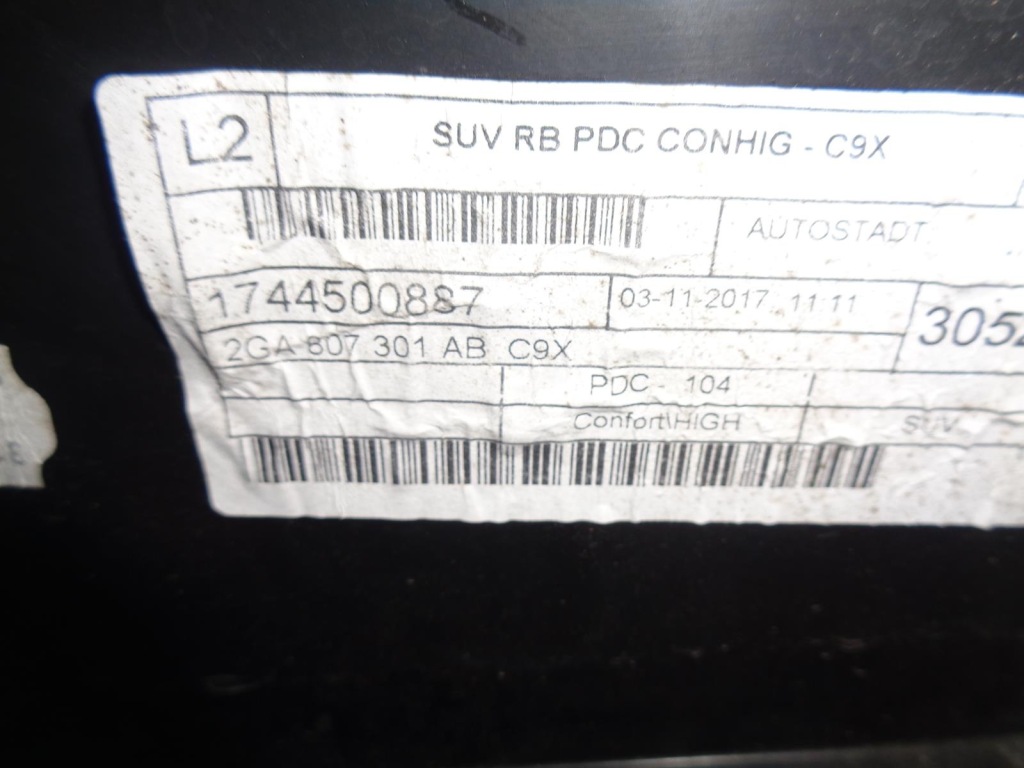 L2
SUV RB PDC CONHIG - C9X
AUTOSTADT
1744500887
03-11-2017 11:11
2GA 807 301 AB C9X
PDC - 104
Confort\HIGH
SUV